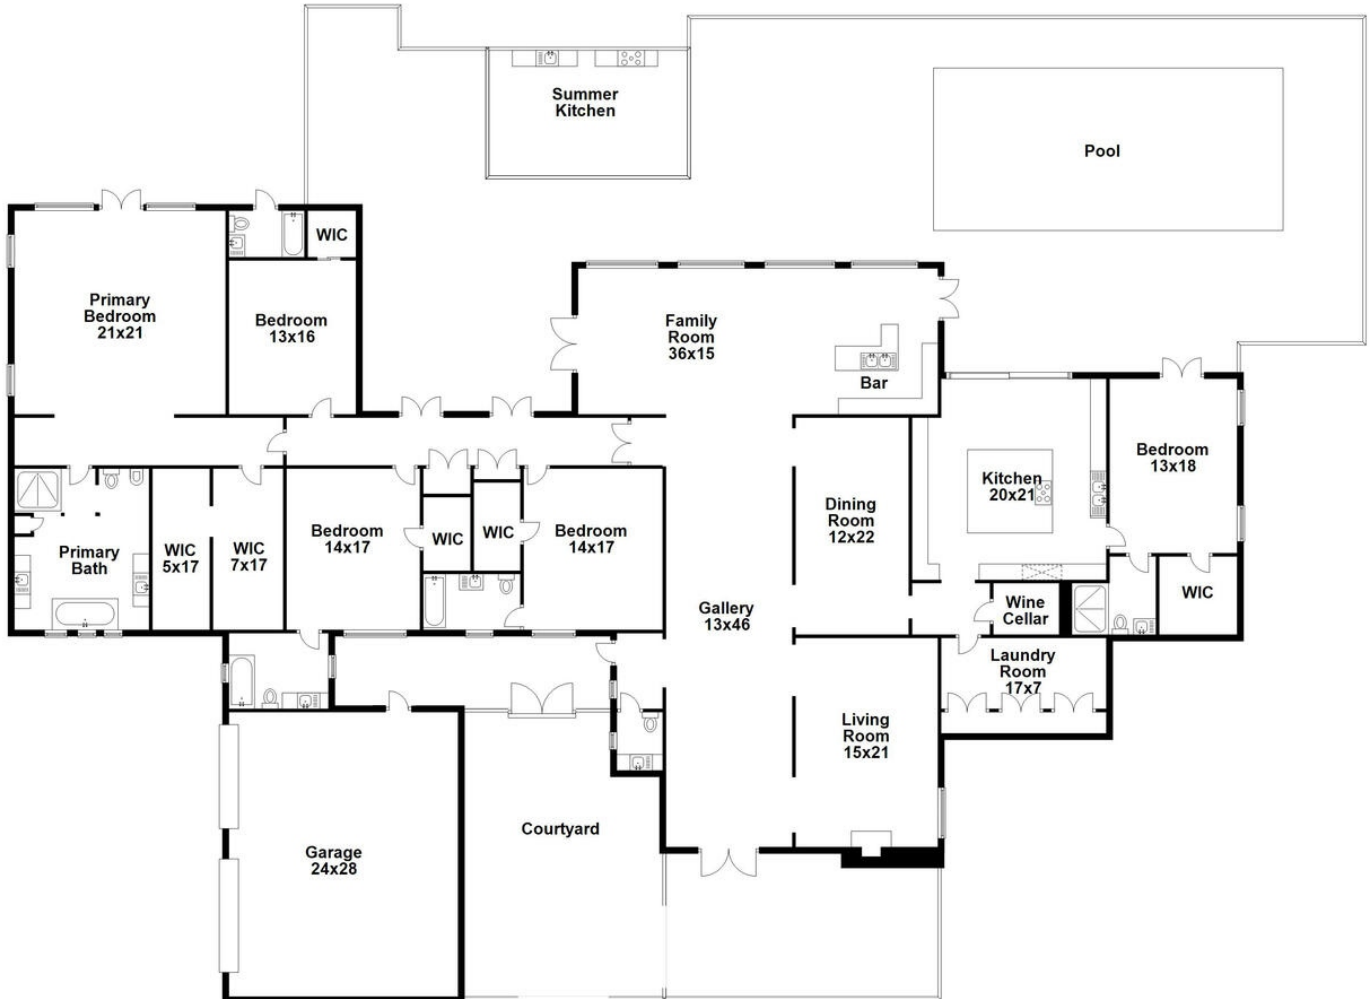 Summer
Kitchen
Pool
WIC
Primary
Bedroom
21x21
Bedroom
13x16
Family
Room
36x15
Bar
Bedroom
13x18
Kitchen
20x21
Dining
Room
12x22
Primary
Bath
WIC
5x17
WIC
7x17
Bedroom
14x17
WIC
WIC
Bedroom
14x17
Gallery
13x46
Wine
Cellar
WIC
Laundry
Room
17x7
Living
Room
15x21
Courtyard
Garage
24x28